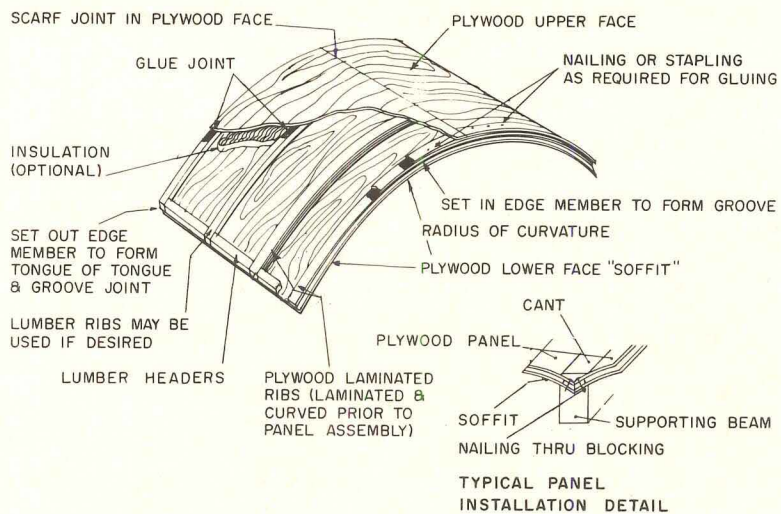 SCARF JOINT IN PLYWOOD FACE
PLYWOOD UPPER FACE
GLUE JOINT
NAILING OR STAPLING
AS REQUIRED FOR GLUING
INSULATION
(OPTIONAL)
SET IN EDGE MEMBER TO FORM GROOVE
RADIUS OF CURVATURE
SET OUT EDGE
MEMBER TO FORM
TONGUE OF TONGUE
& GROOVE JOINT
PLYWOOD LOWER FACE "SOFFIT"
LUMBER RIBS MAY BE
USED IF DESIRED
LUMBER HEADERS
PLYWOOD LAMINATED
RIBS (LAMINATED &
CURVED PRIOR TO
PANEL ASSEMBLY)
CANT
PLYWOOD PANEL
SOFFIT
SUPPORTING BEAM
NAILING THRU BLOCKING
TYPICAL PANEL
INSTALLATION DETAIL